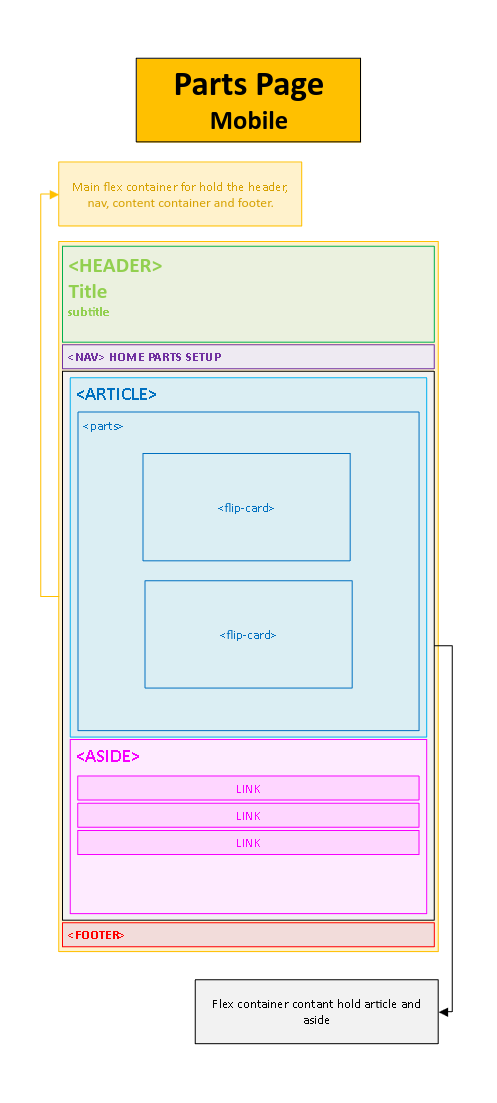 Parts Page
Mobile
Main flex container for hold the header,
nav, content container and footer.
<HEADER>
Title
subtitle
<NAV> HOME PARTS SETUP
<ARTICLE>
<parts>
<flip-card>
<flip-card>
<ASIDE>
LINK
LINK
LINK
<FOOTER>
Flex container contant hold article and
aside